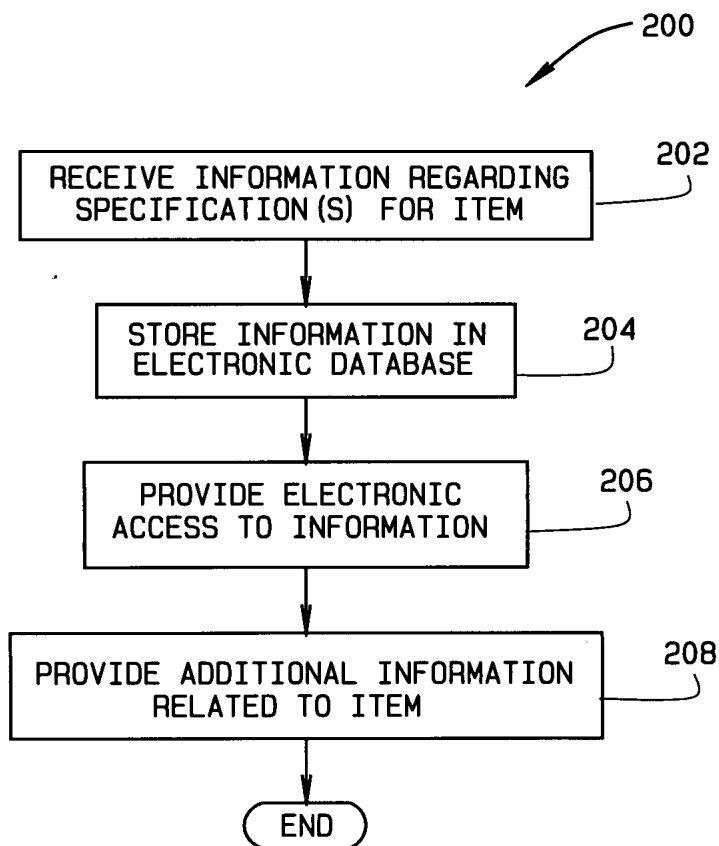 200
RECEIVE INFORMATION REGARDING
SPECIFICATION(S) FOR ITEM
202
STORE INFORMATION IN
ELECTRONIC DATABASE
204
PROVIDE ELECTRONIC
ACCESS TO INFORMATION
206
PROVIDE ADDITIONAL INFORMATION
RELATED TO ITEM
208
END